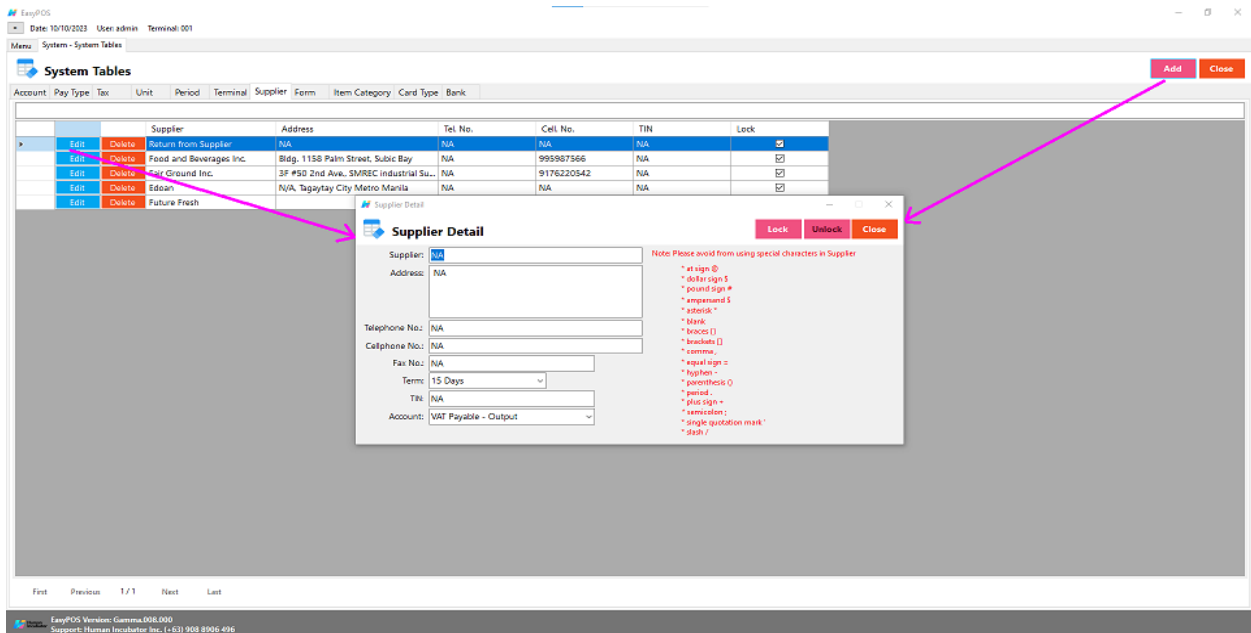 EasyPOS
Date: 10/10/2023 User: admin Terminal: 001
Menu System - System Tables
System Tables
Add Close
Account Pay Type Tax Unit Period Terminal Supplier Form Item Category Card Type Bank
Supplier Address Tel. No. Cell. No. TIN Lock
Edit Delete Return from Supplier NA NA NA NA
Edit Delete Food and Beverages Inc. Bldg. 1158 Palm Street, Subic Bay NA 995987566 NA
Edit Delete Fair Ground Inc. 3F #50 2nd Ave., SMREC industrial Su... NA 9176220542 NA
Edit Delete Edoan N/A, Tagaytay City Metro Manila NA NA NA
Edit Delete Future Fresh
Supplier Detail
Supplier Detail
Lock Unlock Close
Supplier: NA
Address: NA
Telephone No.: NA
Cellphone No.: NA
Fax No.: NA
Term: 15 Days
TIN: NA
Account: VAT Payable - Output
Note: Please avoid from using special characters in Supplier
* at sign @
* dollar sign $
* pound sign #
* ampersand $
* asterisk *
* blank
* braces {}
* brackets []
* comma ,
* equal sign =
* hyphen -
* parenthesis ()
* period .
* plus sign +
* semicolon ;
* single quotation mark '
* slash /
First Previous 1 / 1 Next Last
Human Incubator
EasyPOS Version: Gamma.008.000
Support: Human Incubator Inc. (+63) 908 8906 496